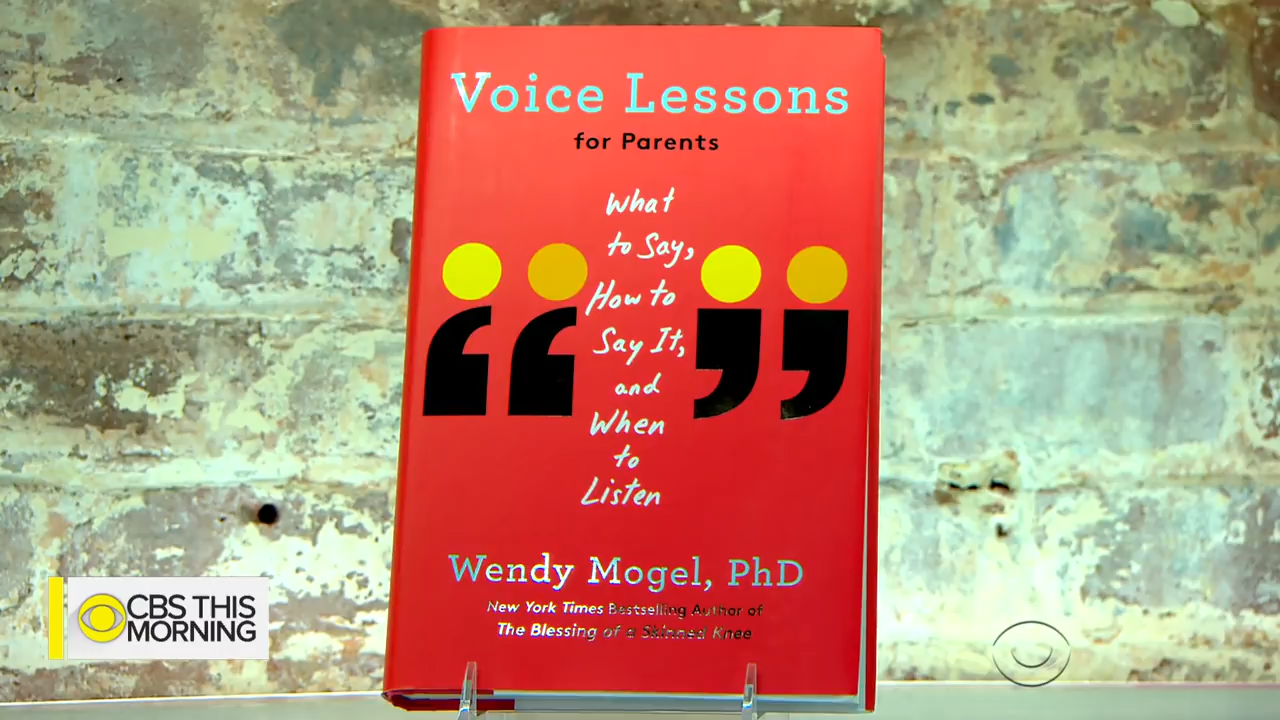 Voice Lessons
for Parents
What
to Say,
How to
Say It,
and
When
to
Listen
Wendy Mogel, PhD
New York Times Bestselling Author of
The Blessing of a Skinned Knee
CBS THIS
MORNING